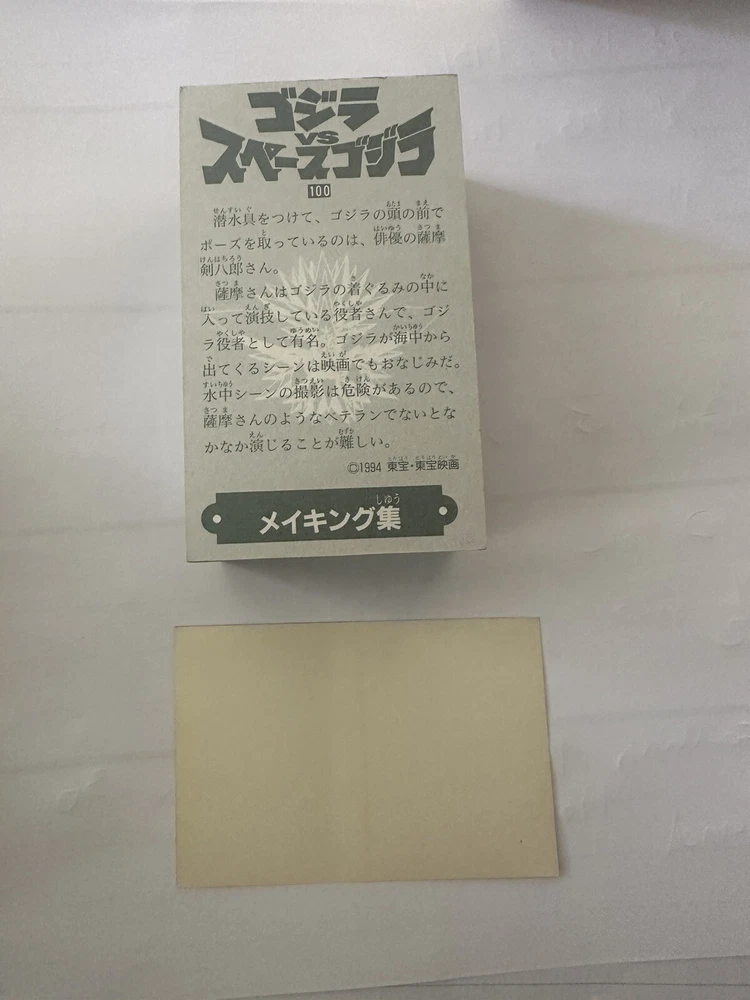 ゴジラ
VS
スペースゴジラ
100
潜水具をつけて、ゴジラの頭の前で
ポーズを取っているのは、俳優の薩摩
剣八郎さん。
薩摩さんはゴジラの着ぐるみの中に
入って演技している役者さんで、ゴジ
ラ役者として有名。ゴジラが海中から
出てくるシーンは映画でもおなじみだ。
水中シーンの撮影は危険があるので、
薩摩さんのようなベテランでないとな
かなか演じることが難しい。
©1994 東宝・東宝映画
メイキング集